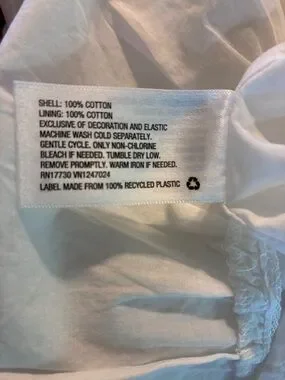 SHELL: 100% COTTON
LINING: 100% COTTON
EXCLUSIVE OF DECORATION AND ELASTIC
MACHINE WASH COLD SEPARATELY.
GENTLE CYCLE. ONLY NON-CHLORINE
BLEACH IF NEEDED. TUMBLE DRY LOW.
REMOVE PROMPTLY. WARM IRON IF NEEDED.
RN17730 VN1247024
LABEL MADE FROM 100% RECYCLED PLASTIC